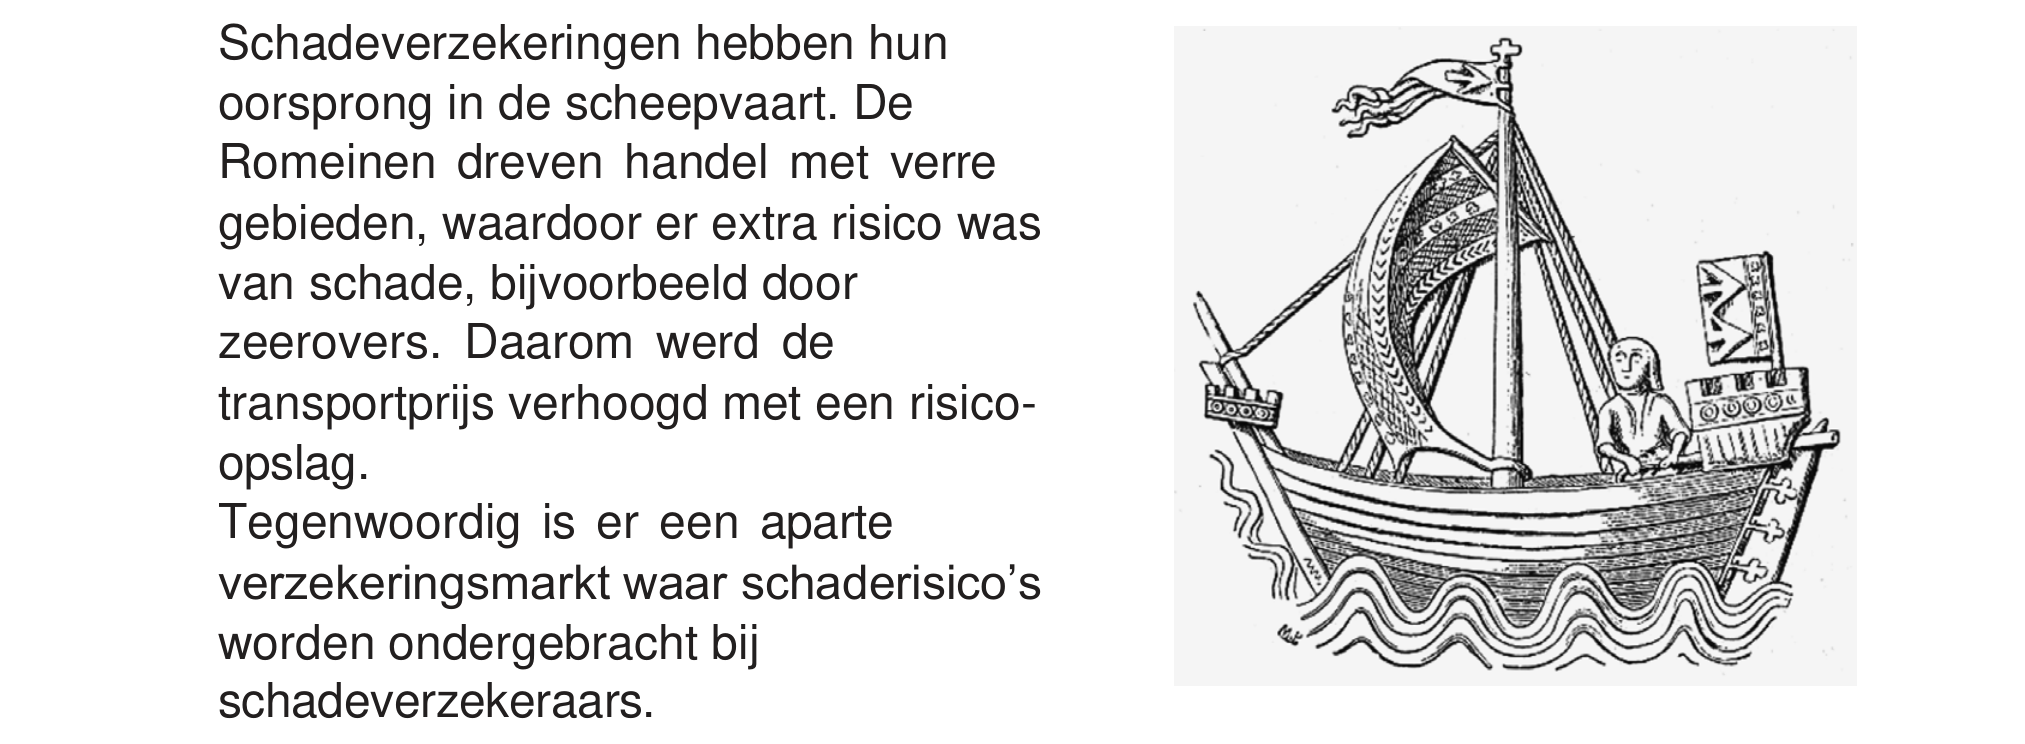 Schadeverzekeringen hebben hun
oorsprong in de scheepvaart. De
Romeinen dreven handel met verre
gebieden, waardoor er extra risico was
van schade, bijvoorbeeld door
zeerovers. Daarom werd de
transportprijs verhoogd met een risico-
opslag.
Tegenwoordig is er een aparte
verzekeringsmarkt waar schaderisico’s
worden ondergebracht bij
schadeverzekeraars.